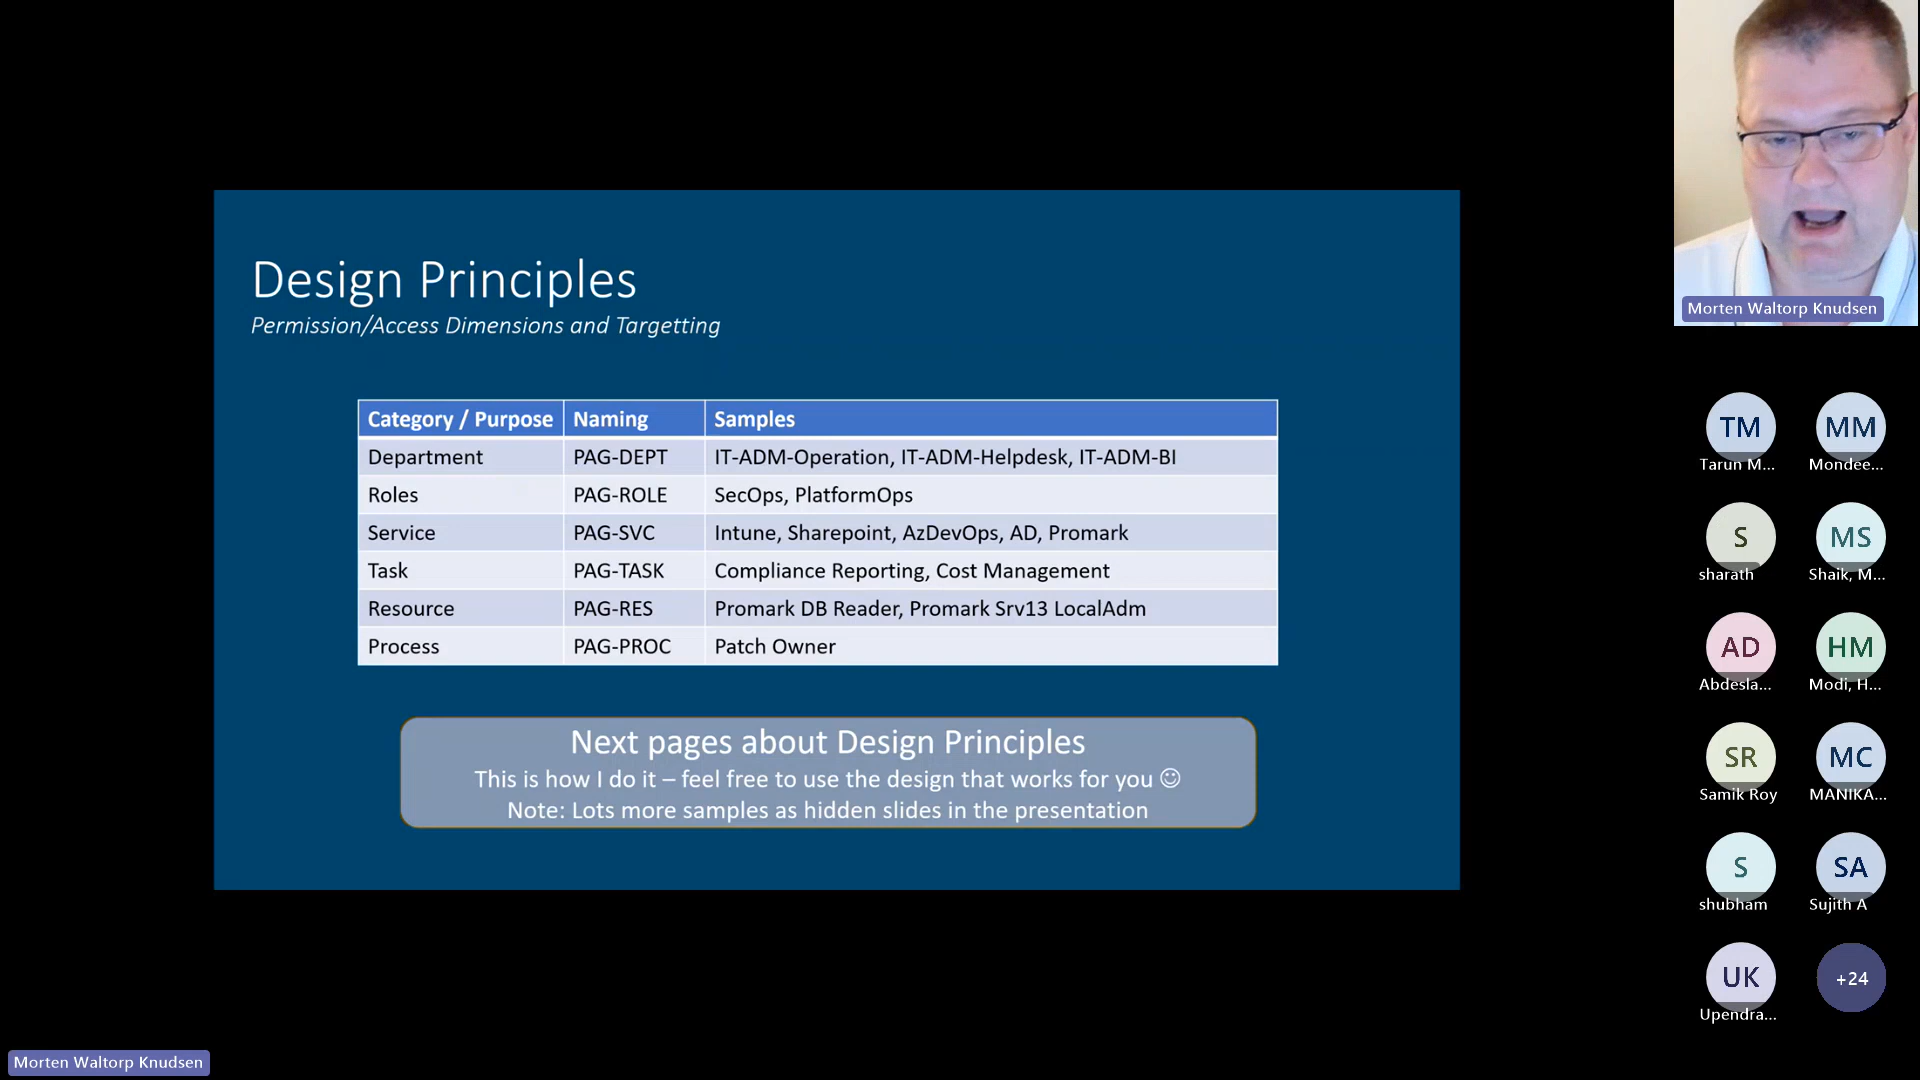 Design Principles
Permission/Access Dimensions and Targetting
Category / Purpose Naming Samples
Department PAG-DEPT IT-ADM-Operation, IT-ADM-Helpdesk, IT-ADM-BI
Roles PAG-ROLE SecOps, PlatformOps
Service PAG-SVC Intune, Sharepoint, AzDevOps, AD, Promark
Task PAG-TASK Compliance Reporting, Cost Management
Resource PAG-RES Promark DB Reader, Promark Srv13 LocalAdm
Process PAG-PROC Patch Owner
Next pages about Design Principles
This is how I do it – feel free to use the design that works for you ☺
Note: Lots more samples as hidden slides in the presentation
Morten Waltorp Knudsen
TM MM
Tarun M... Mondee...
S MS
sharath Shaik, M...
AD HM
Abdesla... Modi, H...
SR MC
Samik Roy MANIKA...
S SA
shubham Sujith A
UK +24
Upendra...
Morten Waltorp Knudsen